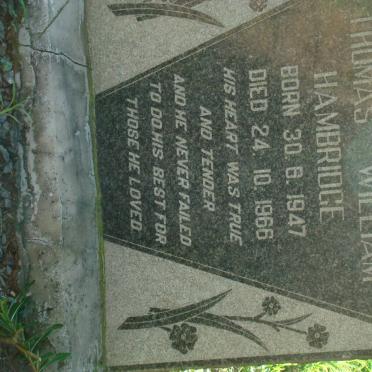 THOMAS WILLIAM
HAMBRIDGE
BORN 30. 6. 1947
DIED 24. 10. 1966
HIS HEART WAS TRUE
AND TENDER
AND HE NEVER FAILED
TO DO HIS BEST FOR
THOSE HE LOVED